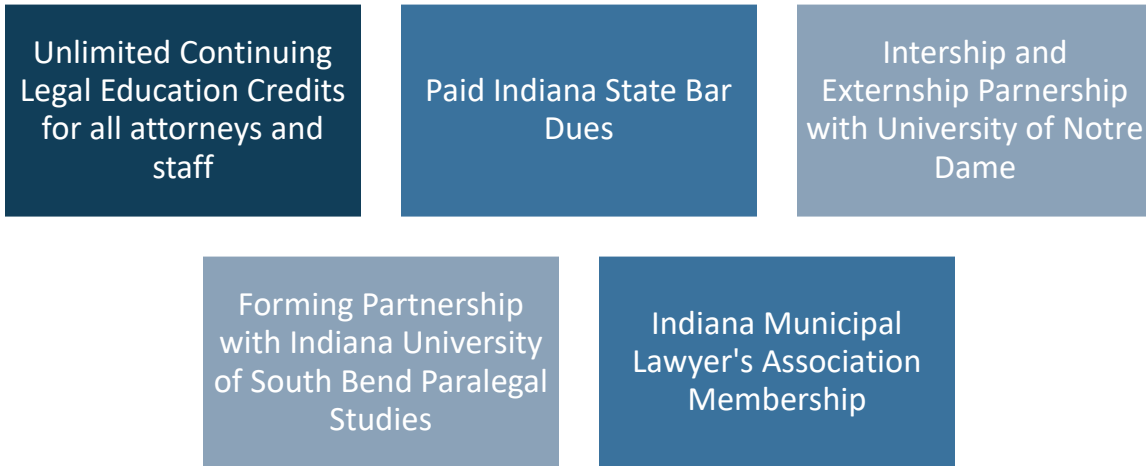 Unlimited Continuing
Legal Education Credits
for all attorneys and
staff
Paid Indiana State Bar
Dues
Intership and
Externship Parnership
with University of Notre
Dame
Forming Partnership
with Indiana University
of South Bend Paralegal
Studies
Indiana Municipal
Lawyer's Association
Membership